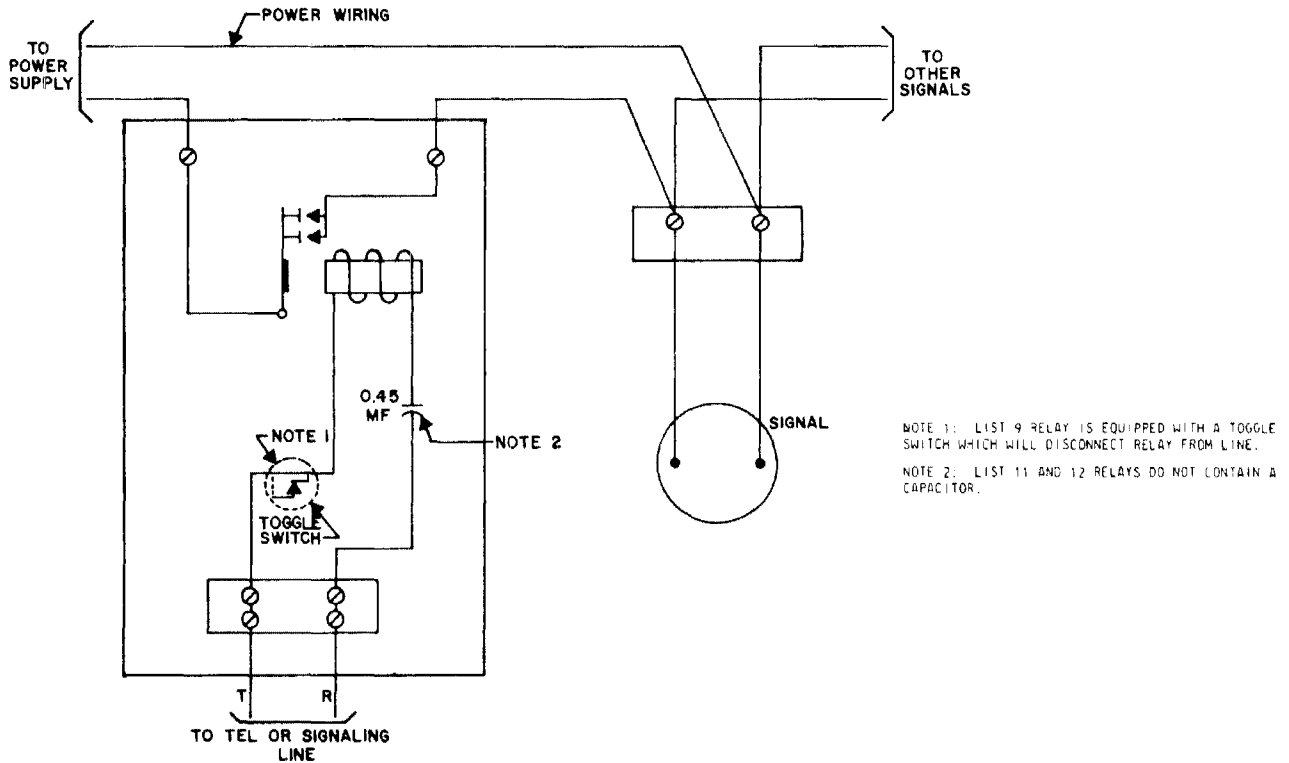 POWER WIRING
TO
POWER
SUPPLY
TO
OTHER
SIGNALS
0.45
MF
NOTE 2
NOTE 1
TOGGLE
SWITCH
SIGNAL
T
R
TO TEL OR SIGNALING
LINE
NOTE 1: LIST 9 RELAY IS EQUIPPED WITH A TOGGLE
SWITCH WHICH WILL DISCONNECT RELAY FROM LINE.
NOTE 2: LIST 11 AND 12 RELAYS DO NOT CONTAIN A
CAPACITOR.